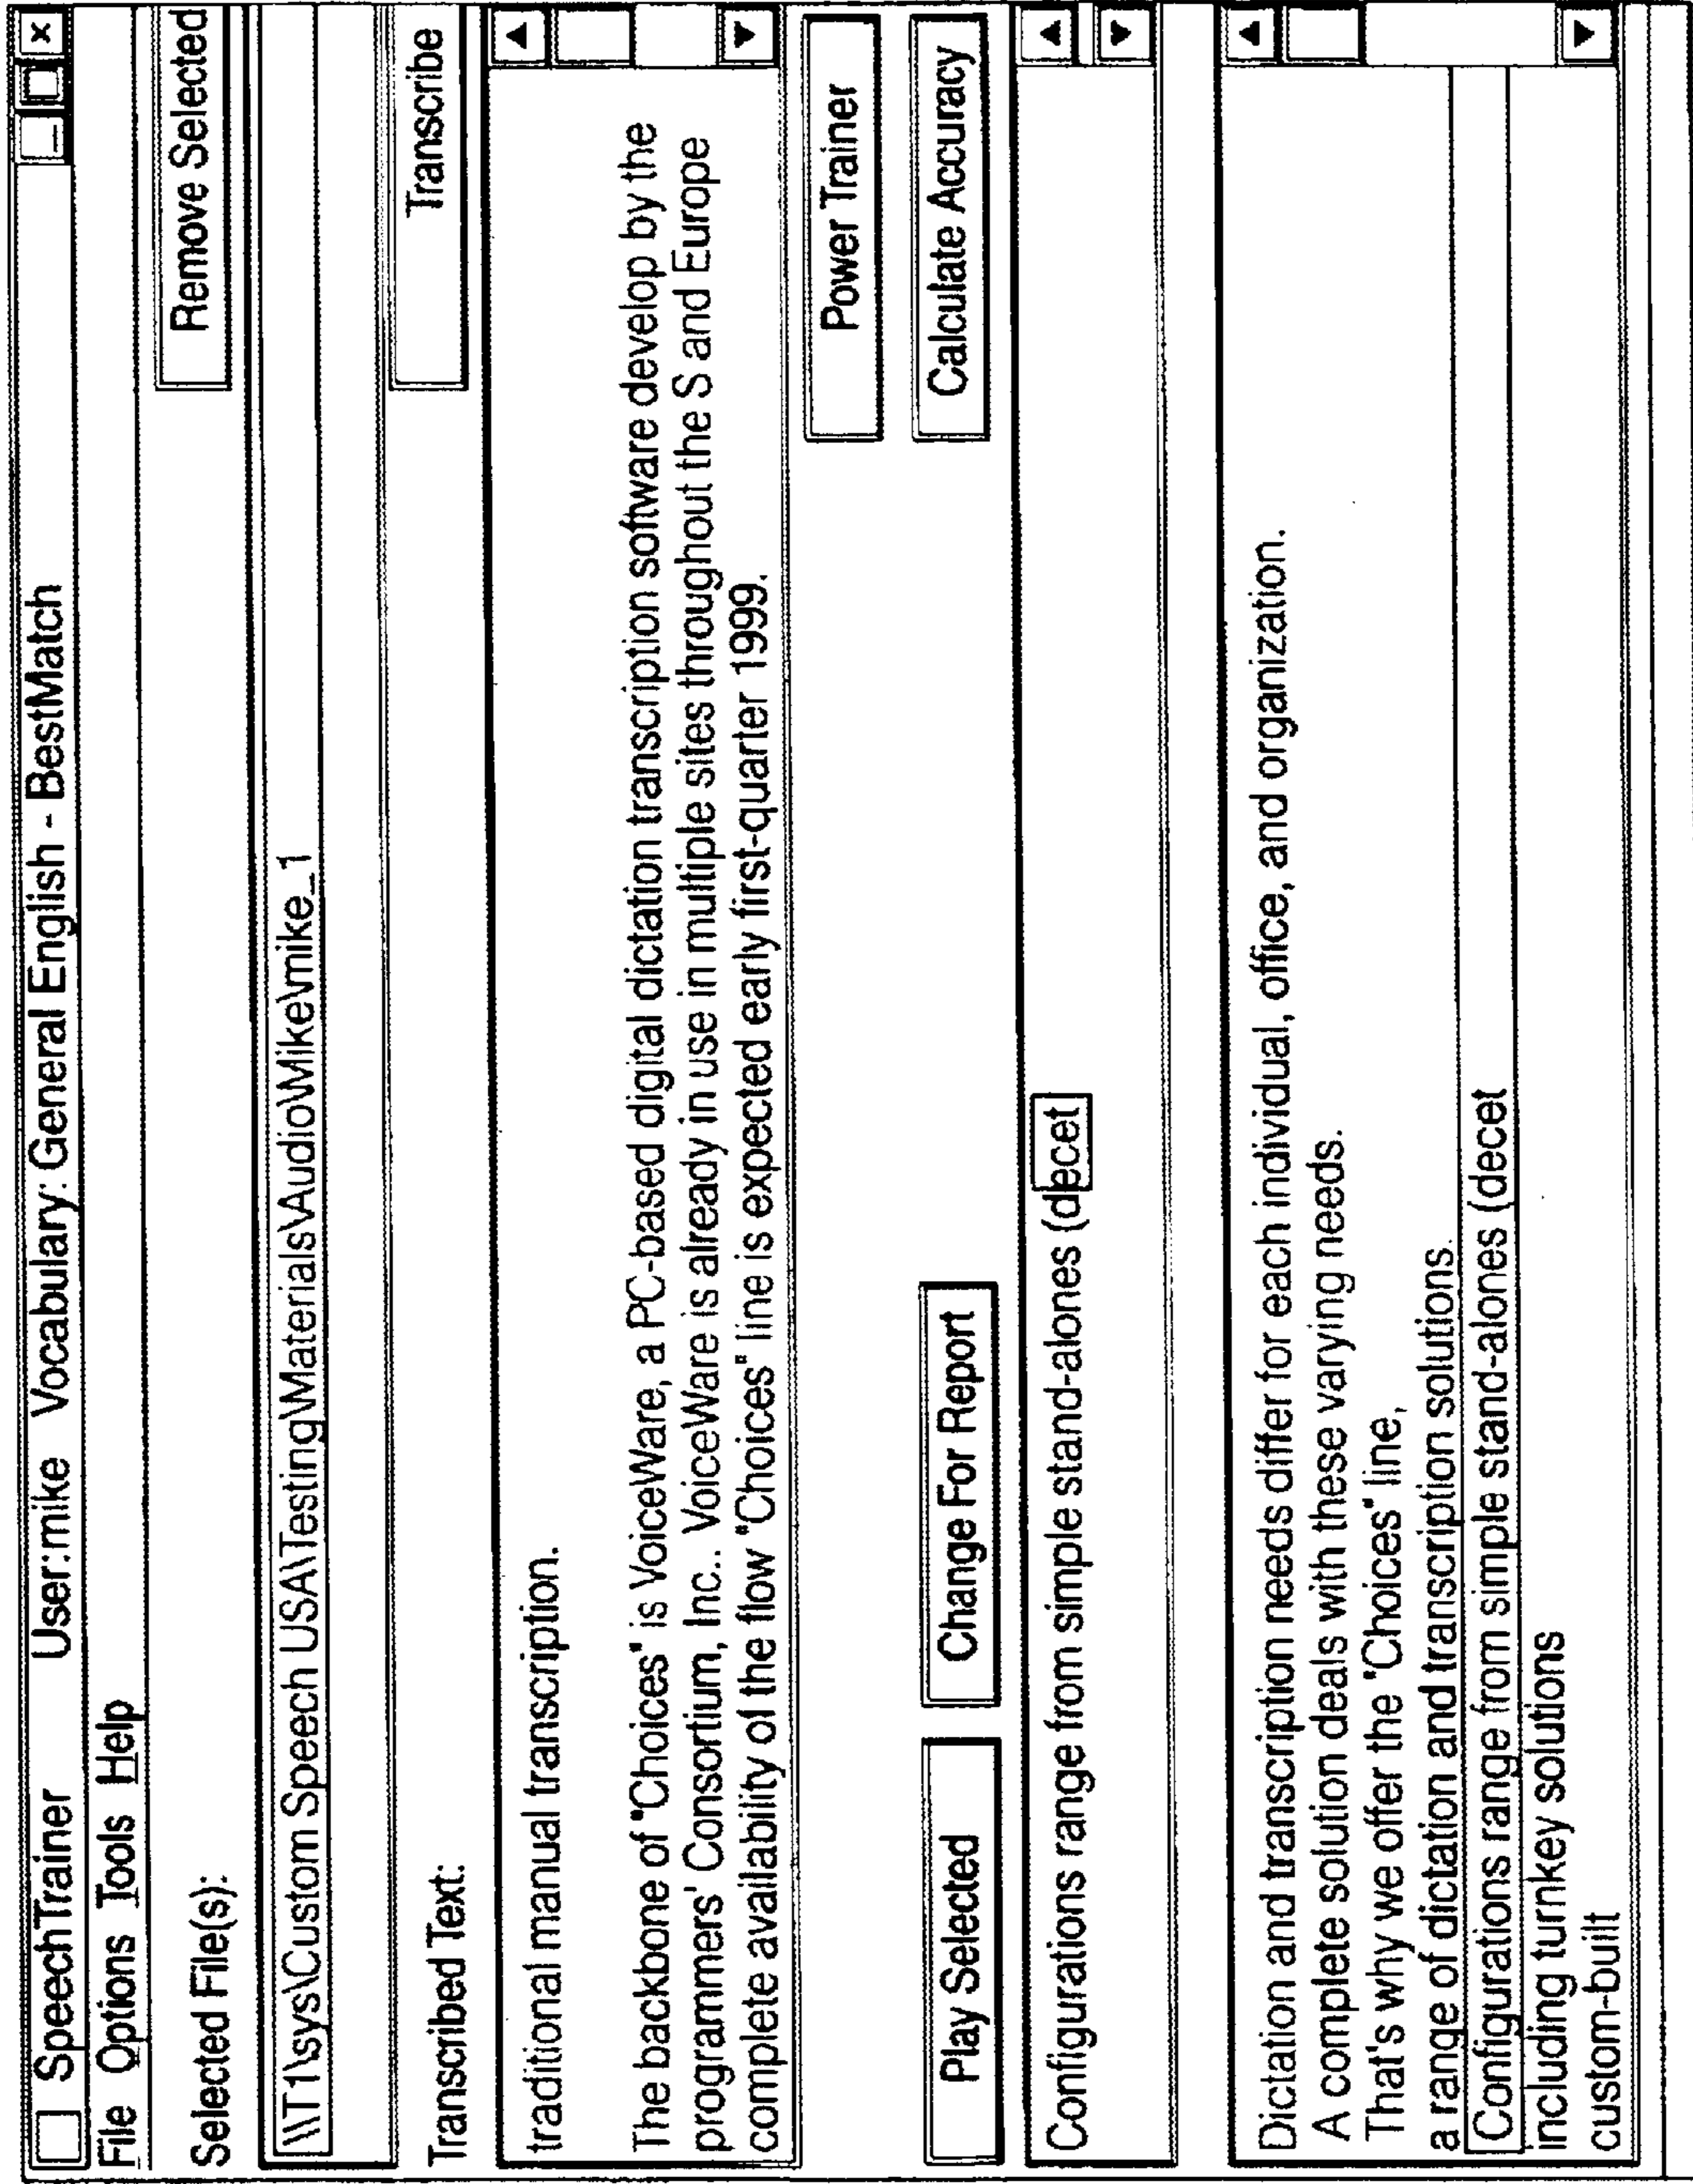 SpeechTrainer User:mike Vocabulary: General English - BestMatch
File Options Tools Help
Selected File(s):
Remove Selected
\\T1\sys\Custom Speech USA\TestingMaterials\Audio\Mike\mike_1
Transcribed Text:
Transcribe
traditional manual transcription.
The backbone of "Choices" is VoiceWare, a PC-based digital dictation transcription software develop by the
programmers' Consortium, Inc.. VoiceWare is already in use in multiple sites throughout the S and Europe
complete availability of the flow "Choices" line is expected early first-quarter 1999.
Power Trainer
Play Selected Change For Report Calculate Accuracy
Configurations range from simple stand-alones (decet
Dictation and transcription needs differ for each individual, office, and organization.
A complete solution deals with these varying needs.
That's why we offer the "Choices" line,
a range of dictation and transcription solutions.
Configurations range from simple stand-alones (decet
including turnkey solutions
custom-built